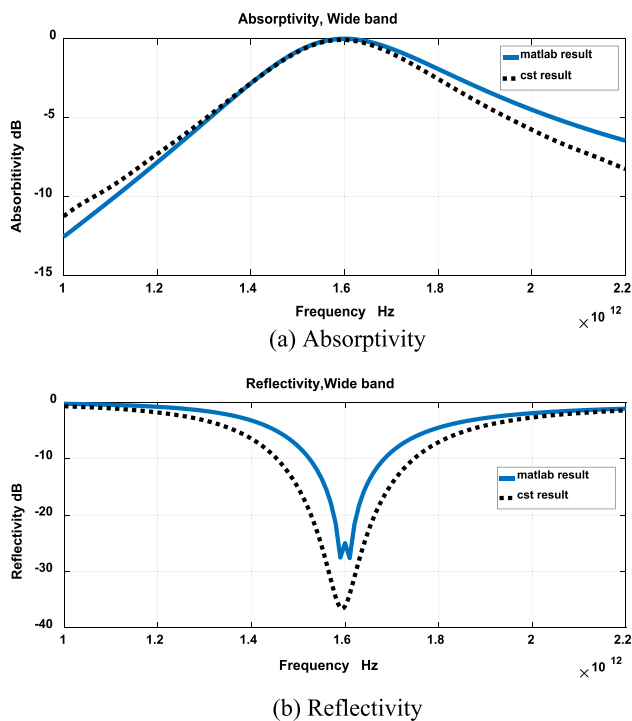 Absorptivity, Wide band
0
-5
-10
-15
Absorbitivity dB
matlab result
cst result
1 1.2 1.4 1.6 1.8 2 2.2
Frequency Hz
×10 12
(a) Absorptivity
Reflectivity,Wide band
0
-10
-20
-30
-40
Reflectivity dB
matlab result
cst result
1 1.2 1.4 1.6 1.8 2 2.2
Frequency Hz
×10 12
(b) Reflectivity